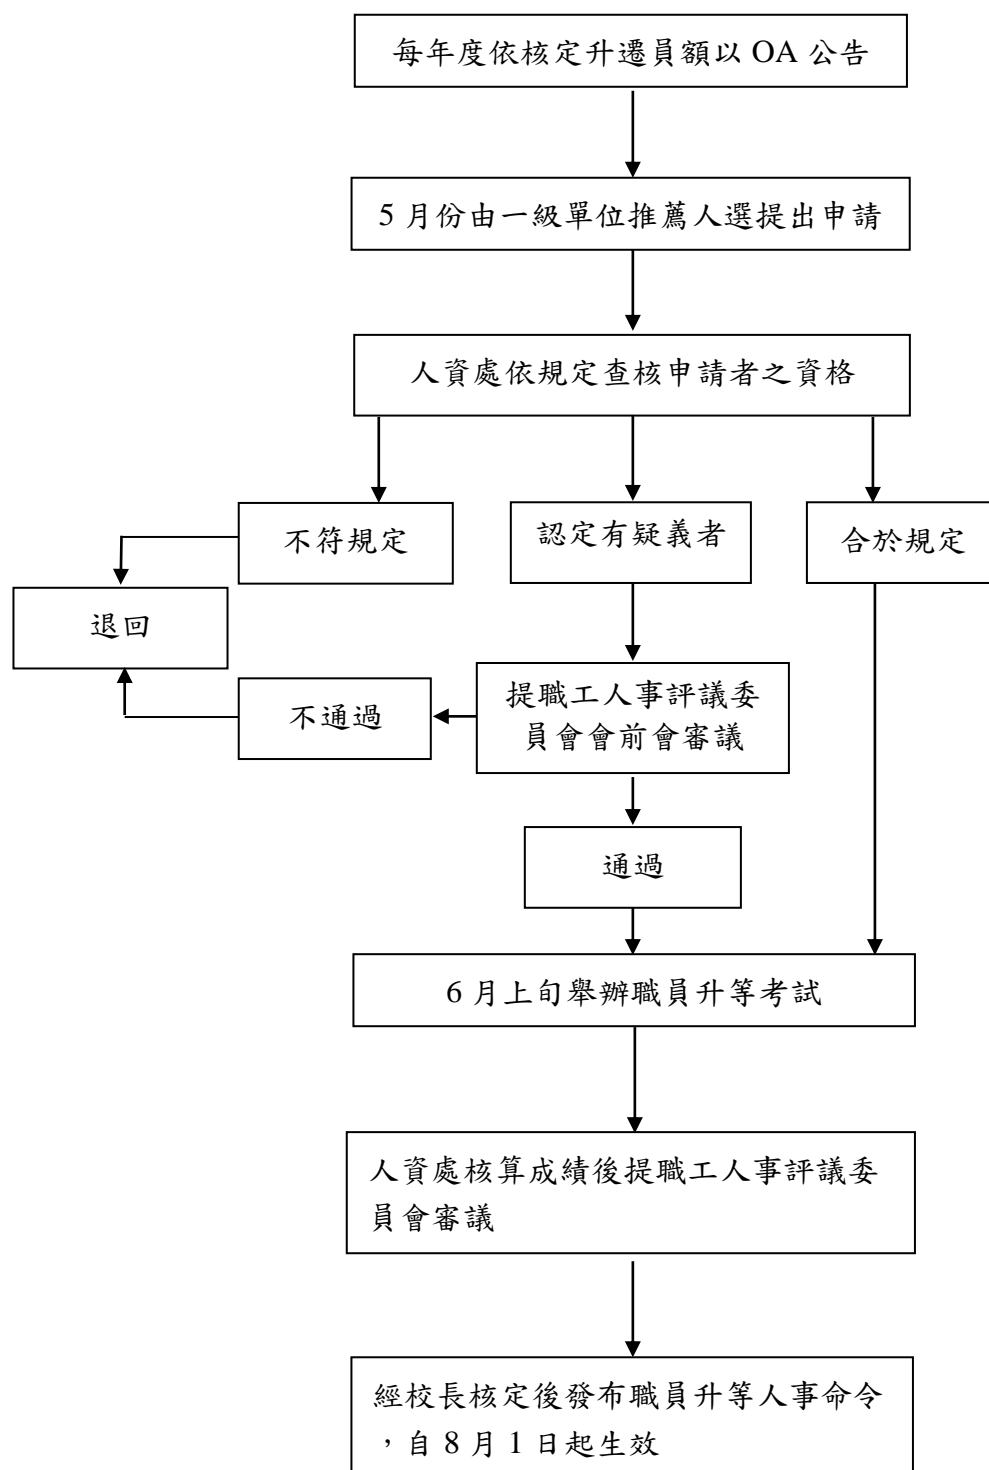 每年度依核定升遷員額以 OA 公告
5 月份由一級單位推薦人選提出申請
人資處依規定查核申請者之資格
不符規定
認定有疑義者
合於規定
退回
不通過
提職工人事評議委
員會會前會審議
通過
6 月上旬舉辦職員升等考試
人資處核算成績後提職工人事評議委
員會審議
經校長核定後發布職員升等人事命令
，自 8 月 1 日起生效